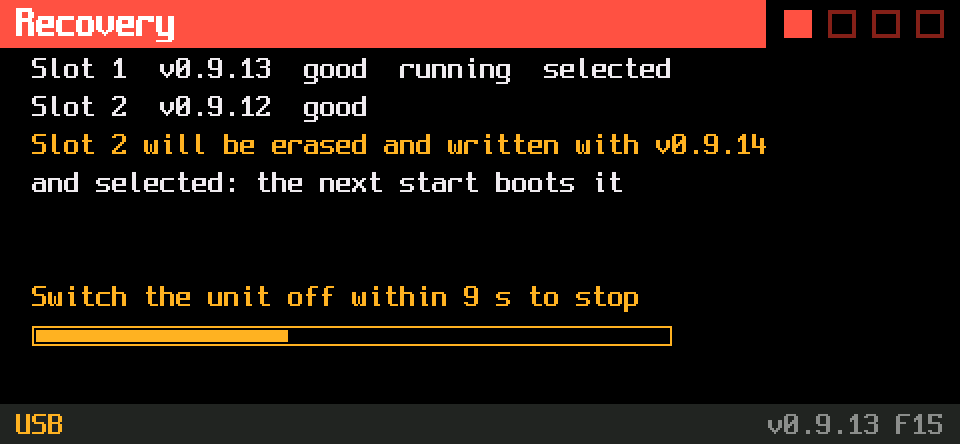 Recovery
Slot 1  v0.9.13  good  running  selected
Slot 2  v0.9.12  good
Slot 2 will be erased and written with v0.9.14
and selected: the next start boots it
Switch the unit off within 9 s to stop
USB
v0.9.13 F15